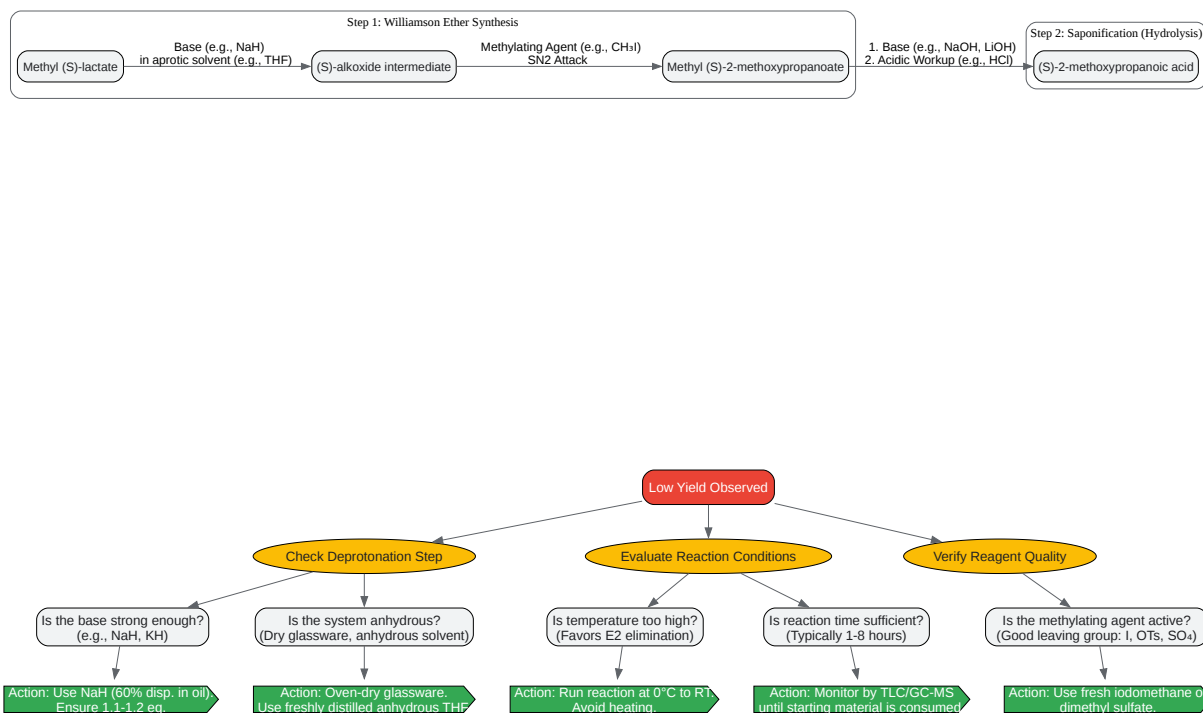 Step 1: Williamson Ether Synthesis
Step 2: Saponification (Hydrolysis)
Methyl (S)-lactate
Base (e.g., NaH)
in aprotic solvent (e.g., THF)
(S)-alkoxide intermediate
Methylating Agent (e.g., CH₃I)
SN2 Attack
Methyl (S)-2-methoxypropanoate
1. Base (e.g., NaOH, LiOH)
2. Acidic Workup (e.g., HCl)
(S)-2-methoxypropanoic acid
Low Yield Observed
Check Deprotonation Step
Evaluate Reaction Conditions
Verify Reagent Quality
Is the base strong enough?
(e.g., NaH, KH)
Is the system anhydrous?
(Dry glassware, anhydrous solvent)
Is temperature too high?
(Favors E2 elimination)
Is reaction time sufficient?
(Typically 1-8 hours)
Is the methylating agent active?
(Good leaving group: I, OTs, SO₄)
Action: Use NaH (60% disp. in oil).
Ensure 1.1-1.2 eq.
Action: Oven-dry glassware.
Use freshly distilled anhydrous THF.
Action: Run reaction at 0°C to RT.
Avoid heating.
Action: Monitor by TLC/GC-MS
until starting material is consumed.
Action: Use fresh iodomethane o
dimethyl sulfate.